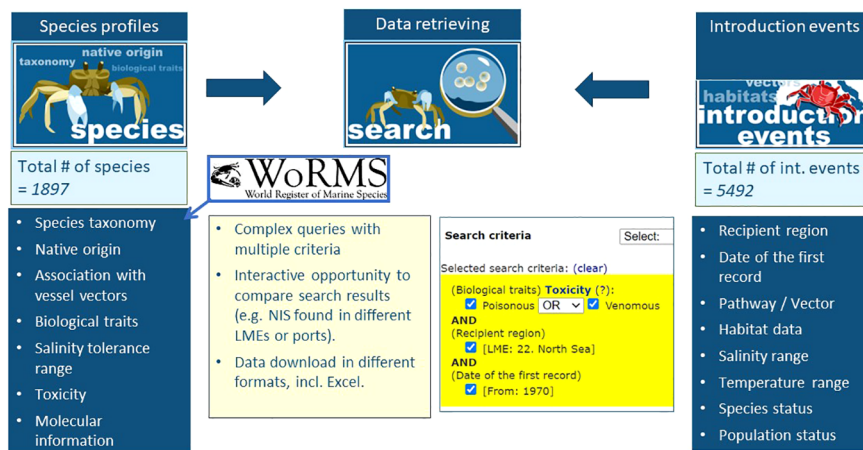 Species profiles
native origin
taxonomy
biological traits
species
Total # of species
= 1897
• Species taxonomy
• Native origin
• Association with
vessel vectors
• Biological traits
• Salinity tolerance
range
• Toxicity
• Molecular
information
Data retrieving
search
WoRMS
World Register of Marine Species
• Complex queries with
multiple criteria
• Interactive opportunity to
compare search results
(e.g. NIS found in different
LMEs or ports).
• Data download in different
formats, incl. Excel.
Search criteria
Select:
Selected search criteria: (clear)
(Biological traits) Toxicity (?):
Poisonous OR Venomous
AND
(Recipient region)
[LME: 22. North Sea]
AND
(Date of the first record)
[From: 1970]
Introduction events
vectors
habitats
introduction
events
Total # of int. events
= 5492
• Recipient region
• Date of the first
record
• Pathway / Vector
• Habitat data
• Salinity range
• Temperature range
• Species status
• Population status